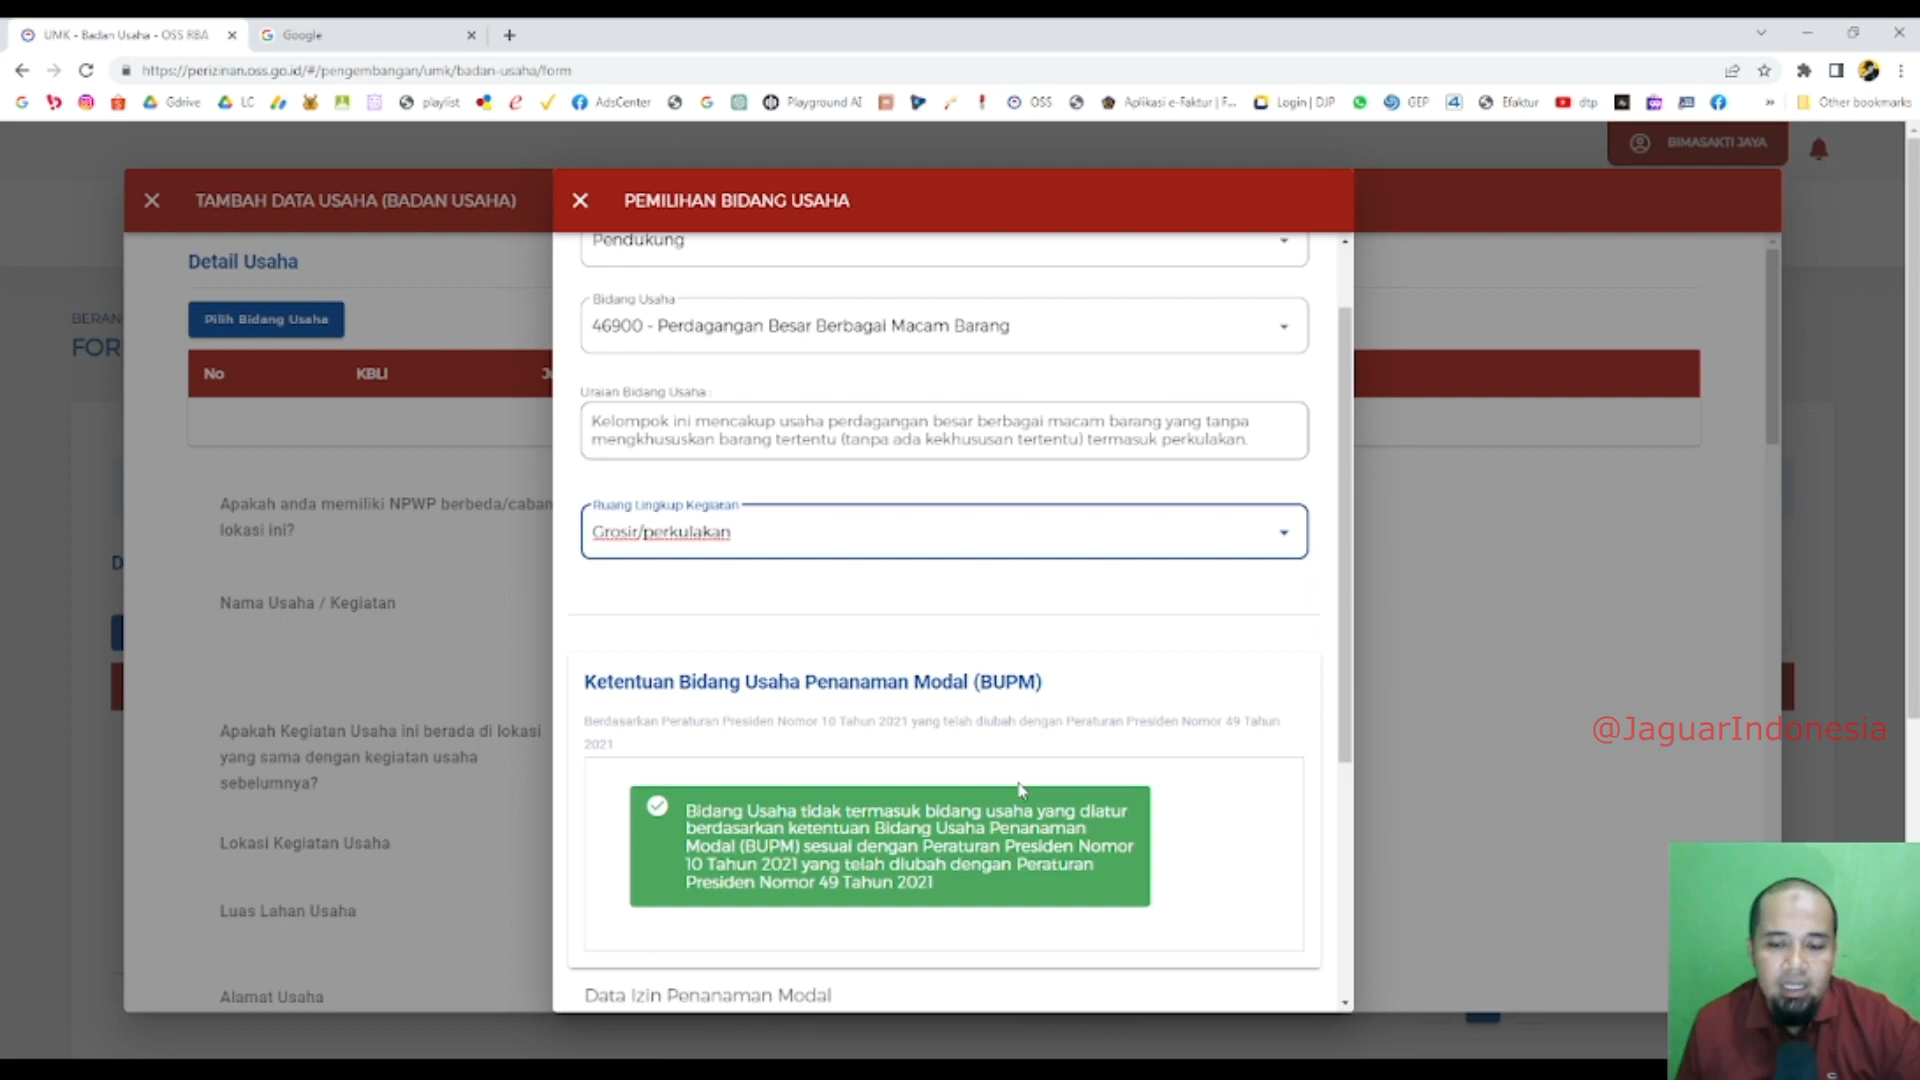 UMK - Badan Usaha - OSS RBA
Google
https://perizinan.oss.go.id/#/pengembangan/umk/badan-usaha/form
Gdrive
LC
playlist
AdsCenter
Playground AI
OSS
Aplikasi e-Faktur | F...
Login | DJP
GEP
Efaktur
dtp
Other bookmarks
BIMASAKTI JAYA
TAMBAH DATA USAHA (BADAN USAHA)
PEMILIHAN BIDANG USAHA
Pendukung
Detail Usaha
Bidang Usaha
46900 - Perdagangan Besar Berbagai Macam Barang
BERAN
FOR
Pilih Bidang Usaha
No
KBLI
Uraian Bidang Usaha :
Kelompok ini mencakup usaha perdagangan besar berbagai macam barang yang tanpa
mengkhususkan barang tertentu (tanpa ada kekhususan tertentu) termasuk perkulakan.
Apakah anda memiliki NPWP berbeda/caban
lokasi ini?
Ruang Lingkup Kegiatan
Grosir/perkulakan
Nama Usaha / Kegiatan
Ketentuan Bidang Usaha Penanaman Modal (BUPM)
Berdasarkan Peraturan Presiden Nomor 10 Tahun 2021 yang telah diubah dengan Peraturan Presiden Nomor 49 Tahun
2021
Apakah Kegiatan Usaha ini berada di lokasi
yang sama dengan kegiatan usaha
sebelumnya?
@JaguarIndonesia
Bidang Usaha tidak termasuk bidang usaha yang diatur
berdasarkan ketentuan Bidang Usaha Penanaman
Modal (BUPM) sesuai dengan Peraturan Presiden Nomor
10 Tahun 2021 yang telah diubah dengan Peraturan
Presiden Nomor 49 Tahun 2021
Lokasi Kegiatan Usaha
Luas Lahan Usaha
Alamat Usaha
Data Izin Penanaman Modal